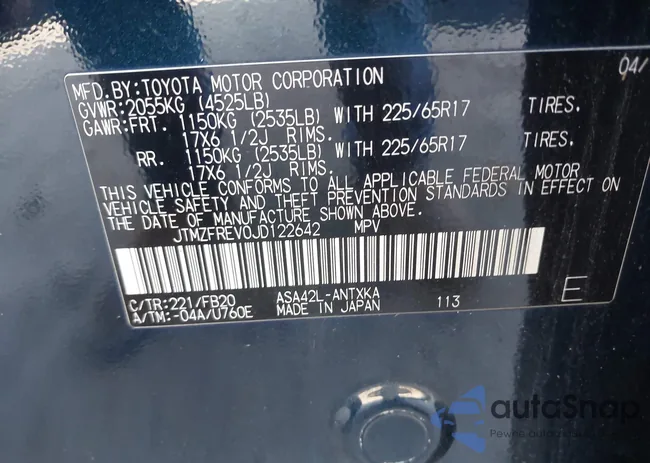 MFD.BY:TOYOTA MOTOR CORPORATION 04/
GVWR:2055KG (4525LB)
GAWR:FRT. 1150KG (2535LB) WITH 225/65R17 TIRES.
17X6 1/2J RIMS.
RR. 1150KG (2535LB) WITH 225/65R17 TIRES.
17X6 1/2J RIMS.
THIS VEHICLE CONFORMS TO ALL APPLICABLE FEDERAL MOTOR
VEHICLE SAFETY AND THEFT PREVENTION STANDARDS IN EFFECT ON
THE DATE OF MANUFACTURE SHOWN ABOVE.
JTMZFREV0JD122642 MPV
C/TR:221/FB20 ASA42L-ANTXKA
A/TM:-04A/U760E MADE IN JAPAN 113 E
autoSnap
Pewne auto